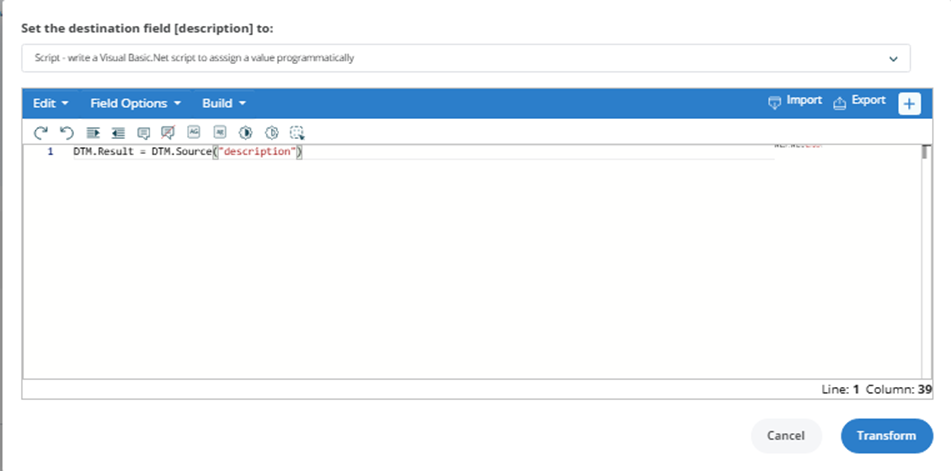 Set the destination field [description] to:
Script - write a Visual Basic.Net script to asssign a value programmatically
Edit Field Options Build Import Export +
1 DTM.Result = DTM.Source("description")
Line: 1 Column: 39
Cancel Transform